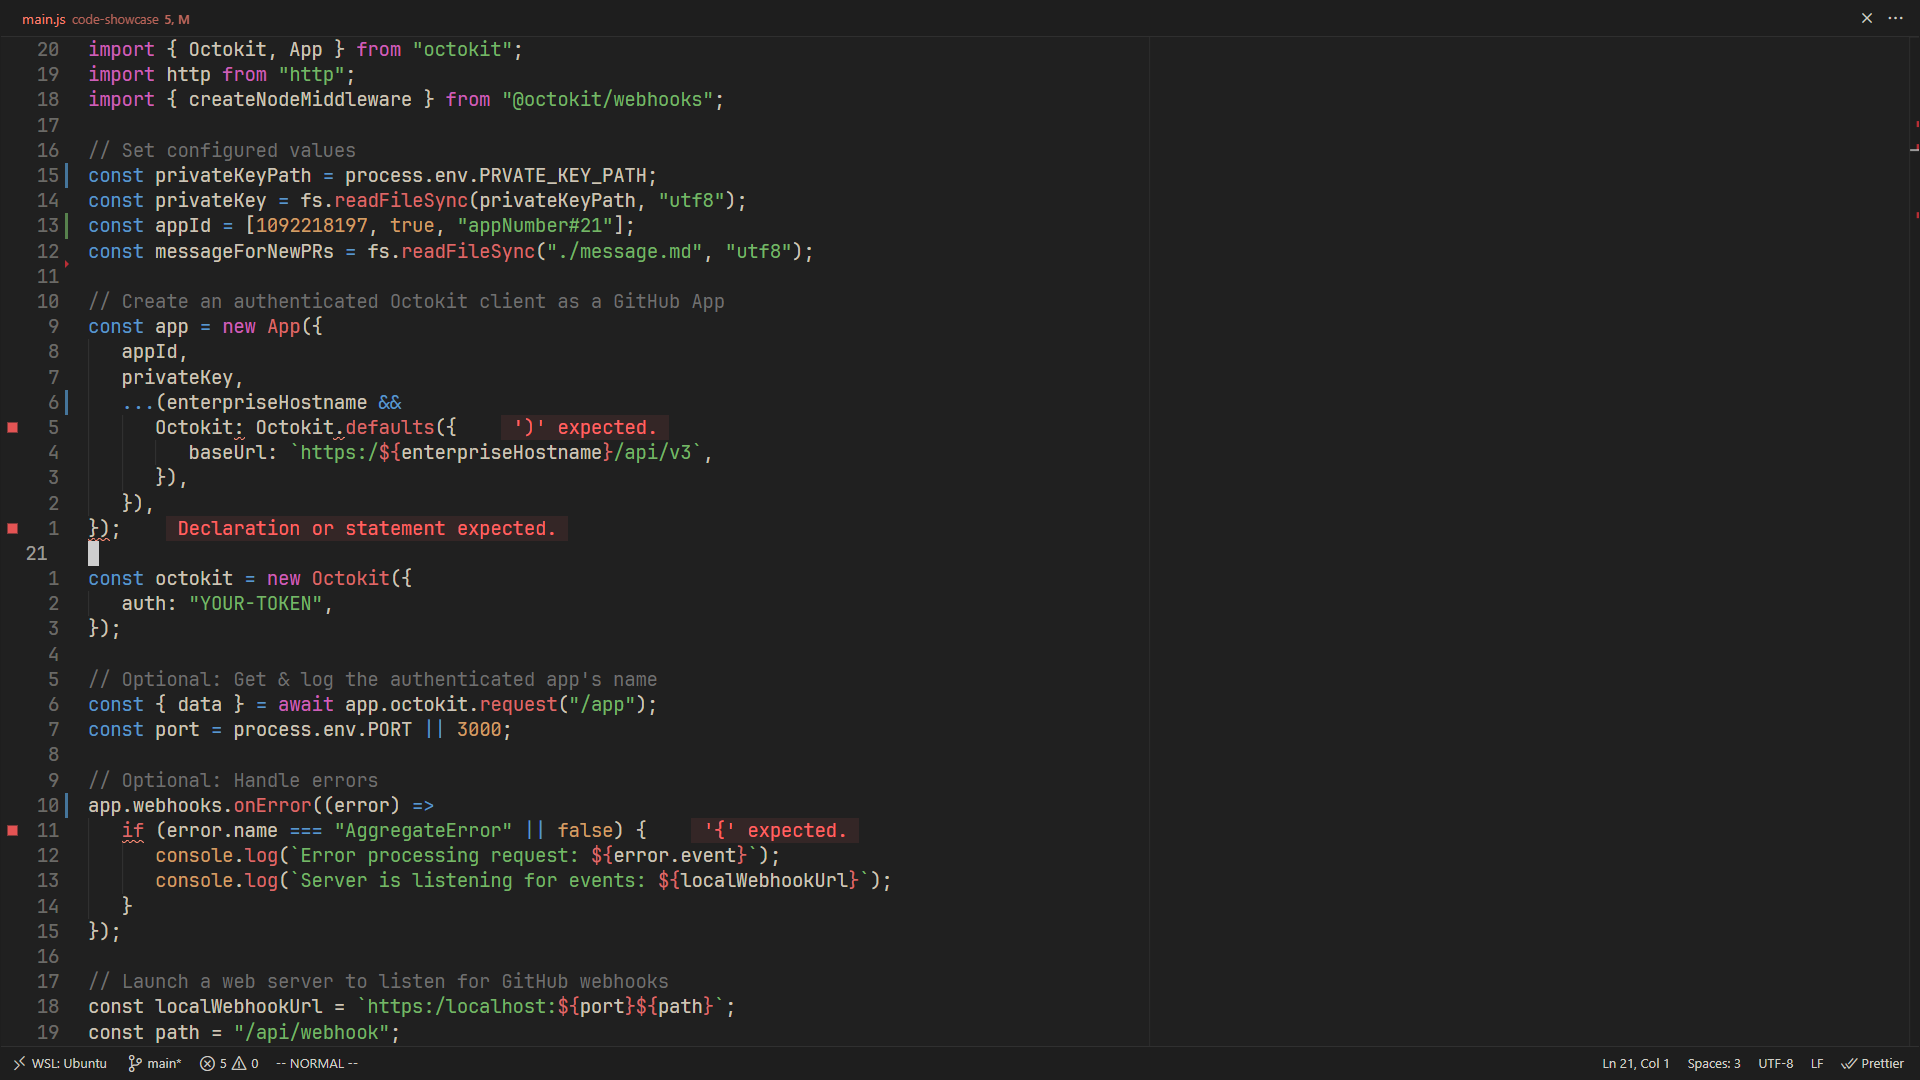 main.js code-showcase 5, M
20 import { Octokit, App } from "octokit";
19 import http from "http";
18 import { createNodeMiddleware } from "@octokit/webhooks";
17
16 // Set configured values
15 const privateKeyPath = process.env.PRVATE_KEY_PATH;
14 const privateKey = fs.readFileSync(privateKeyPath, "utf8");
13 const appId = [1092218197, true, "appNumber#21"];
12 const messageForNewPRs = fs.readFileSync("./message.md", "utf8");
11
10 // Create an authenticated Octokit client as a GitHub App
9 const app = new App({
8 appId,
7 privateKey,
6 ...(enterpriseHostname &&
5 Octokit: Octokit.defaults({ ')' expected.
4 baseUrl: `https:/${enterpriseHostname}/api/v3`,
3 }),
2 }),
1 }); Declaration or statement expected.
21
1 const octokit = new Octokit({
2 auth: "YOUR-TOKEN",
3 });
4
5 // Optional: Get & log the authenticated app's name
6 const { data } = await app.octokit.request("/app");
7 const port = process.env.PORT || 3000;
8
9 // Optional: Handle errors
10 app.webhooks.onError((error) =>
11 if (error.name === "AggregateError" || false) { '{' expected.
12 console.log(`Error processing request: ${error.event}`);
13 console.log(`Server is listening for events: ${localWebhookUrl}`);
14 }
15 });
16
17 // Launch a web server to listen for GitHub webhooks
18 const localWebhookUrl = `https:/localhost:${port}${path}`;
19 const path = "/api/webhook";
WSL: Ubuntu main* 5 0 -- NORMAL -- Ln 21, Col 1 Spaces: 3 UTF-8 LF Prettier